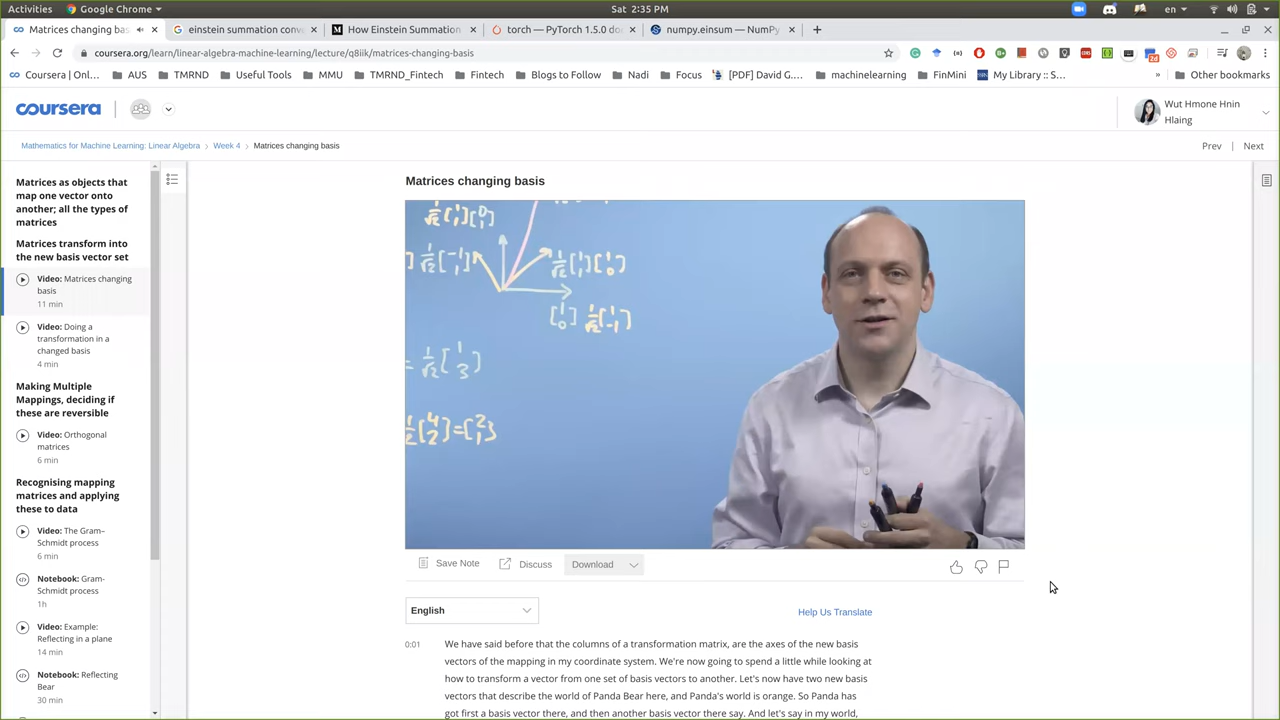 Activities
Google Chrome
Sat 2:35 PM
en
Matrices changing bas
einstein summation conv
How Einstein Summation
torch — PyTorch 1.5.0 do
numpy.einsum — NumPy
coursera.org/learn/linear-algebra-machine-learning/lecture/q8iik/matrices-changing-basis
Coursera | Onl…
AUS
TMRND
Useful Tools
MMU
TMRND_Fintech
Fintech
Blogs to Follow
Nadi
Focus
[PDF] David G.…
machinelearning
FinMini
My Library :: S…
»
Other bookmarks
coursera
Wut Hmone Hnin
Hlaing
Mathematics for Machine Learning: Linear Algebra › Week 4 › Matrices changing basis
Prev | Next
Matrices as objects that
map one vector onto
another; all the types of
matrices
Matrices transform into
the new basis vector set
Video: Matrices changing
basis
11 min
Video: Doing a
transformation in a
changed basis
4 min
Making Multiple
Mappings, deciding if
these are reversible
Video: Orthogonal
matrices
6 min
Recognising mapping
matrices and applying
these to data
Video: The Gram–
Schmidt process
6 min
Notebook: Gram-
Schmidt process
1h
Video: Example:
Reflecting in a plane
14 min
Notebook: Reflecting
Bear
30 min
Matrices changing basis
Save Note
Discuss
Download
English
Help Us Translate
0:01
We have said before that the columns of a transformation matrix, are the axes of the new basis
vectors of the mapping in my coordinate system. We're now going to spend a little while looking at
how to transform a vector from one set of basis vectors to another. Let's now have two new basis
vectors that describe the world of Panda Bear here, and Panda's world is orange. So Panda has
got first a basis vector there, and then another basis vector there say. And let's say in my world,